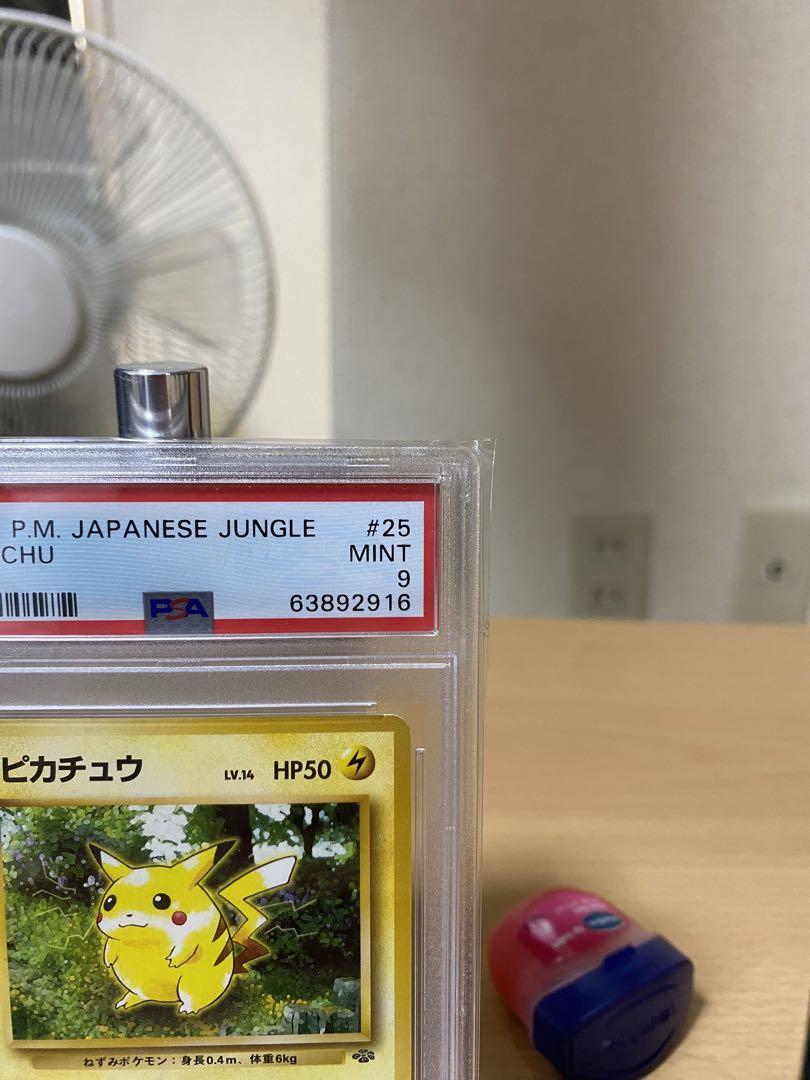 P.M. JAPANESE JUNGLE #25
CHU MINT
9
PSA 63892916
ピカチュウ LV.14 HP50
ねずみポケモン：身長0.4m、体重6kg